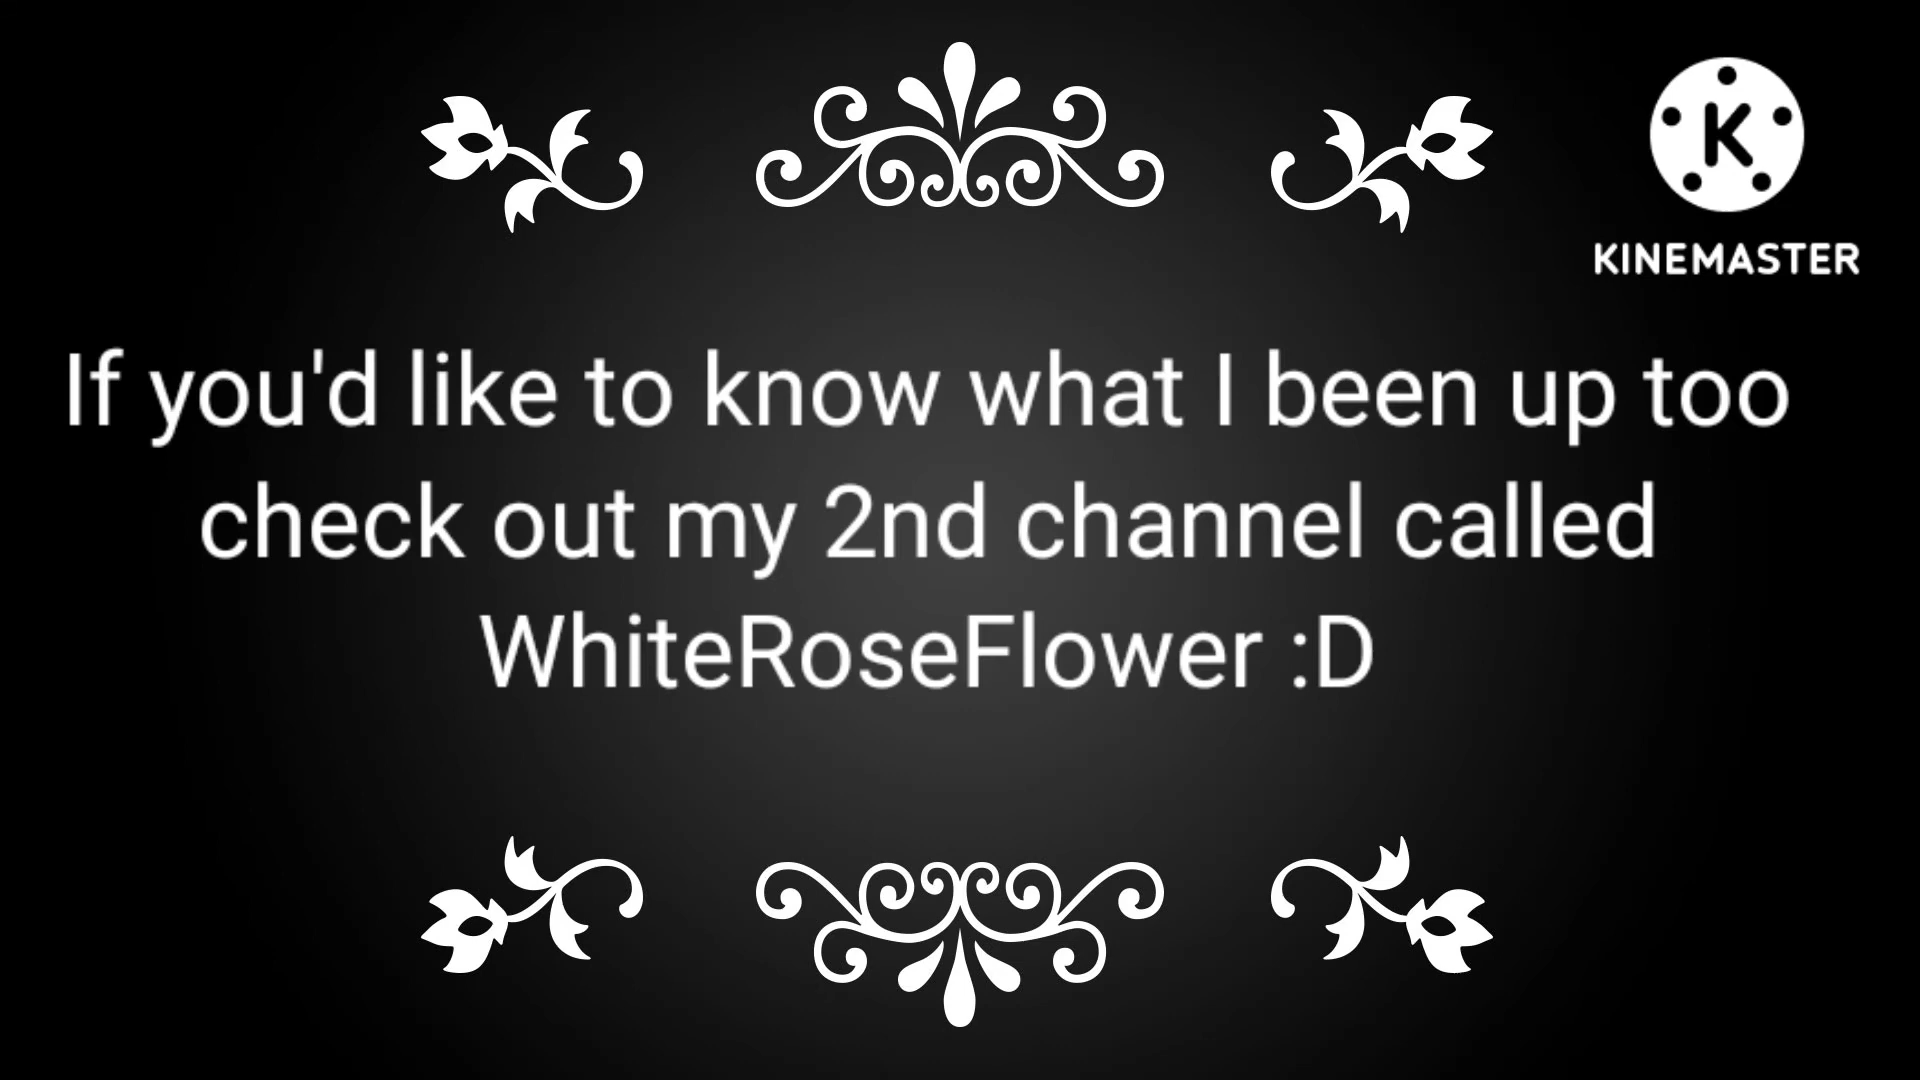 K
KINEMASTER
If you'd like to know what I been up too
check out my 2nd channel called
WhiteRoseFlower :D